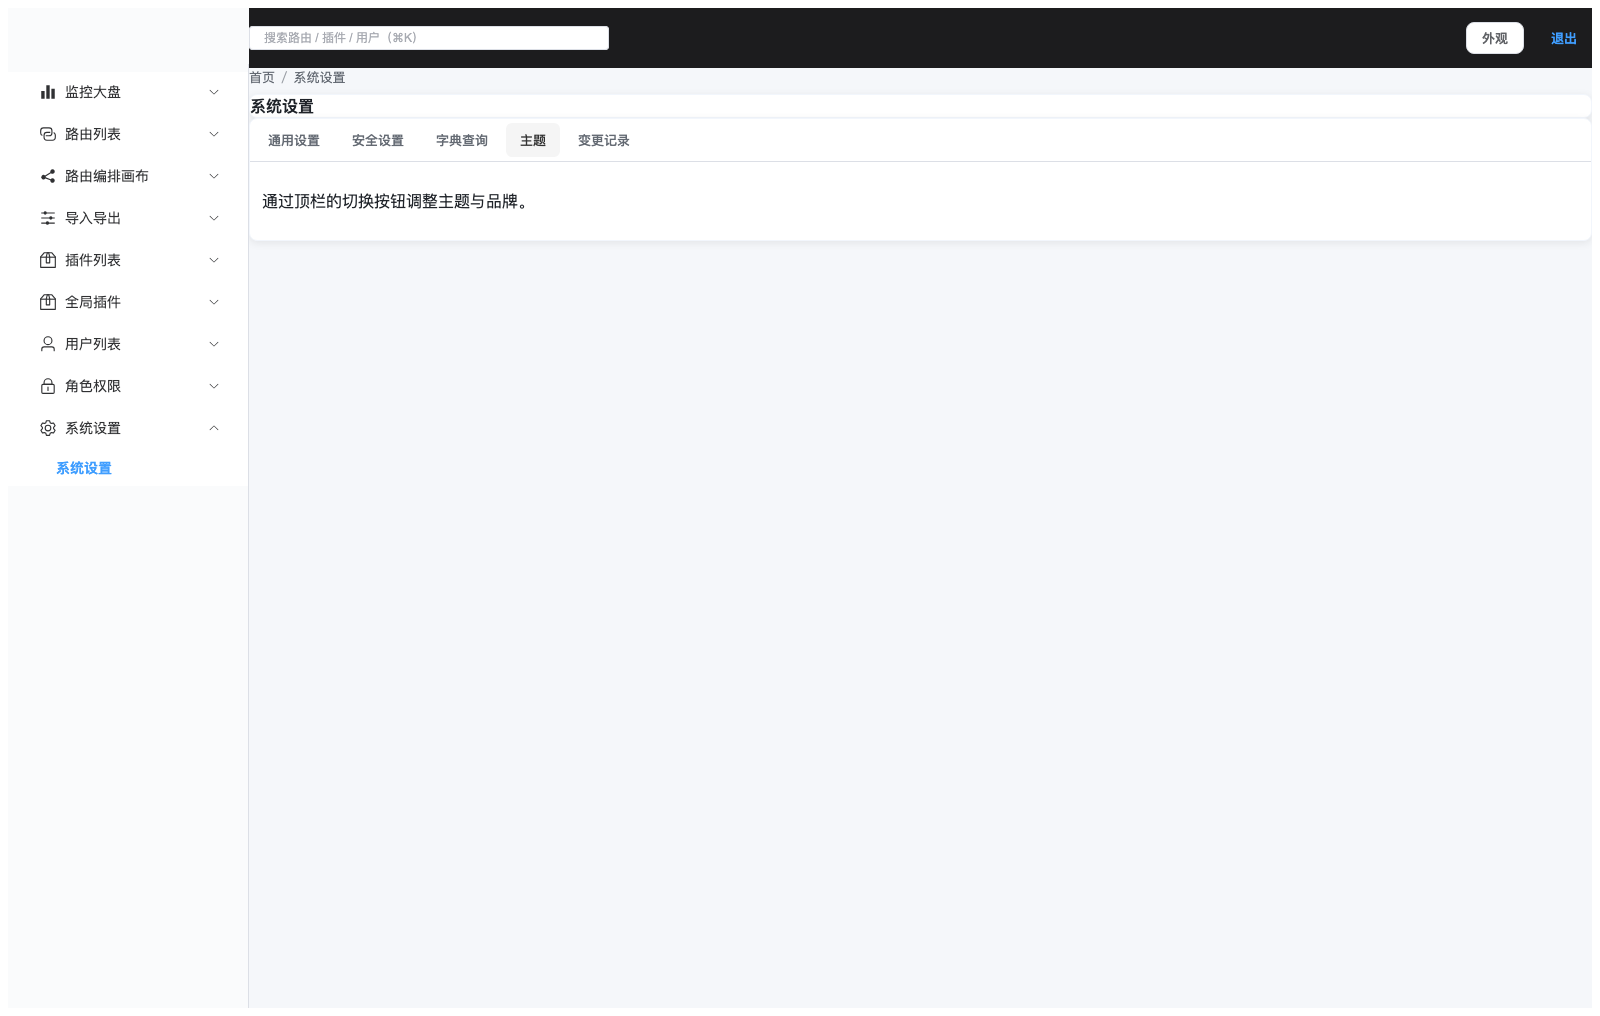 搜索路由 / 插件 / 用户（⌘K）
外观
退出
监控大盘
路由列表
路由编排画布
导入导出
插件列表
全局插件
用户列表
角色权限
系统设置
系统设置
首页 / 系统设置
系统设置
通用设置 安全设置 字典查询 主题 变更记录
通过顶栏的切换按钮调整主题与品牌。